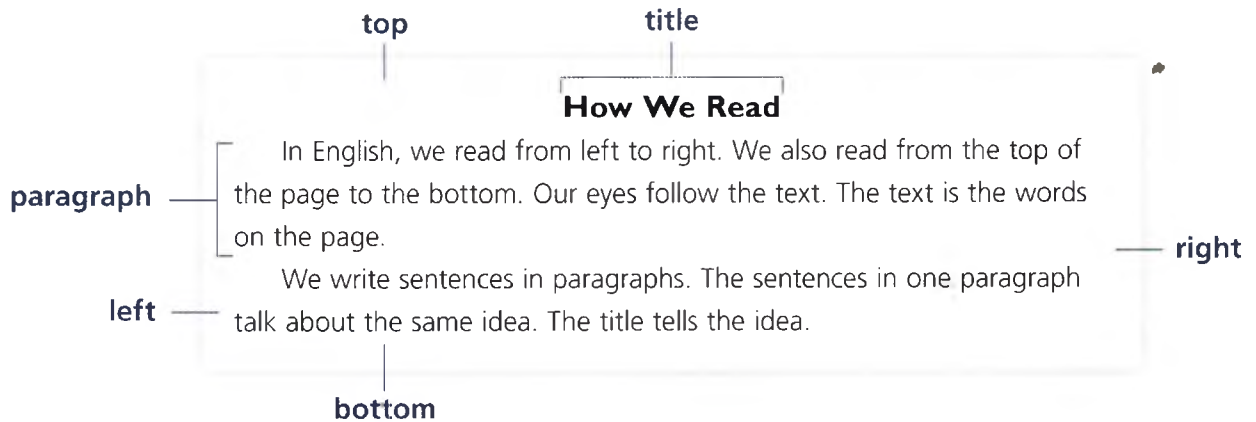 top
title
How We Read
In English, we read from left to right. We also read from the top of
the page to the bottom. Our eyes follow the text. The text is the words
on the page.
paragraph
right
We write sentences in paragraphs. The sentences in one paragraph
talk about the same idea. The title tells the idea.
left
bottom